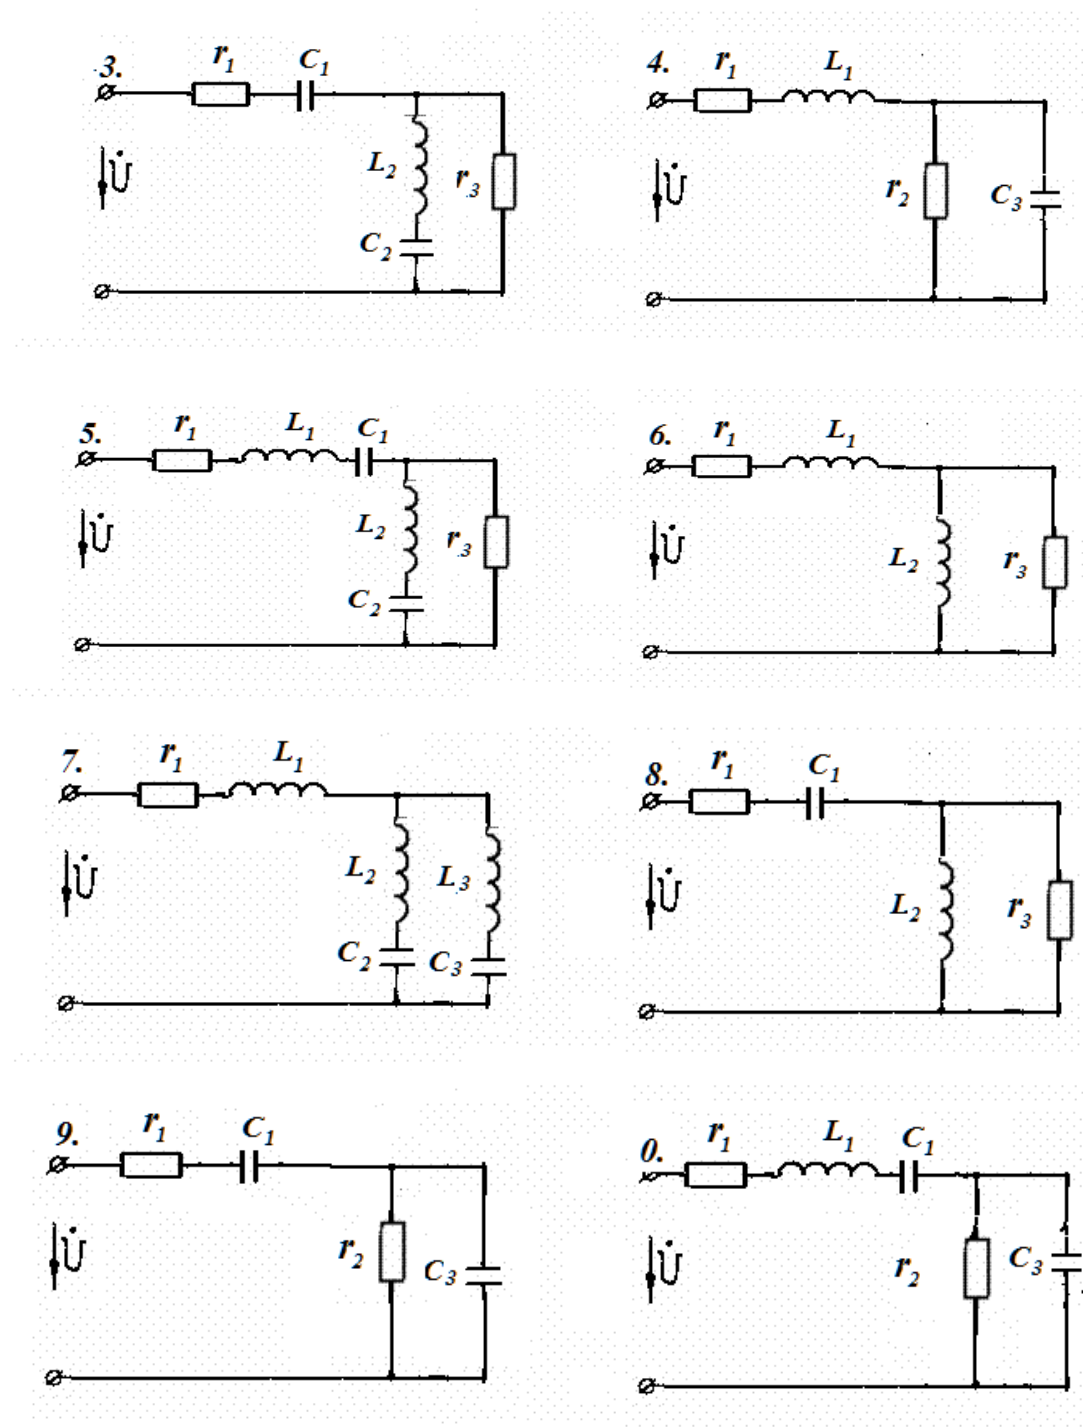 3. r1 C1
U̇ L2 r3
C2
4. r1 L1
U̇ r2 C3
5. r1 L1 C1
U̇ L2 r3
C2
6. r1 L1
U̇ L2 r3
7. r1 L1
U̇ L2 L3
C2 C3
8. r1 C1
U̇ L2 r3
9. r1 C1
U̇ r2 C3
0. r1 L1 C1
U̇ r2 C3